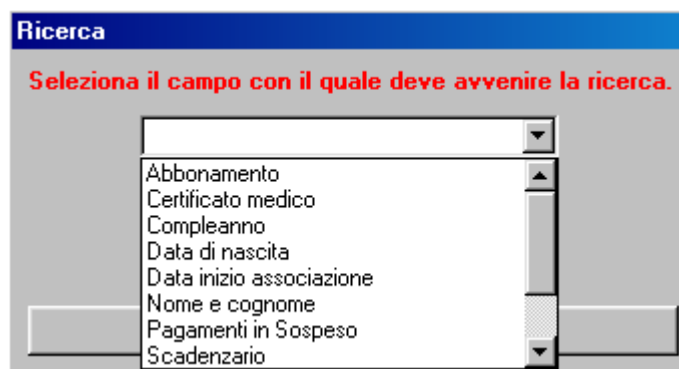 Ricerca
Seleziona il campo con il quale deve avvenire la ricerca.
Abbonamento
Certificato medico
Compleanno
Data di nascita
Data inizio associazione
Nome e cognome
Pagamenti in Sospeso
Scadenzario